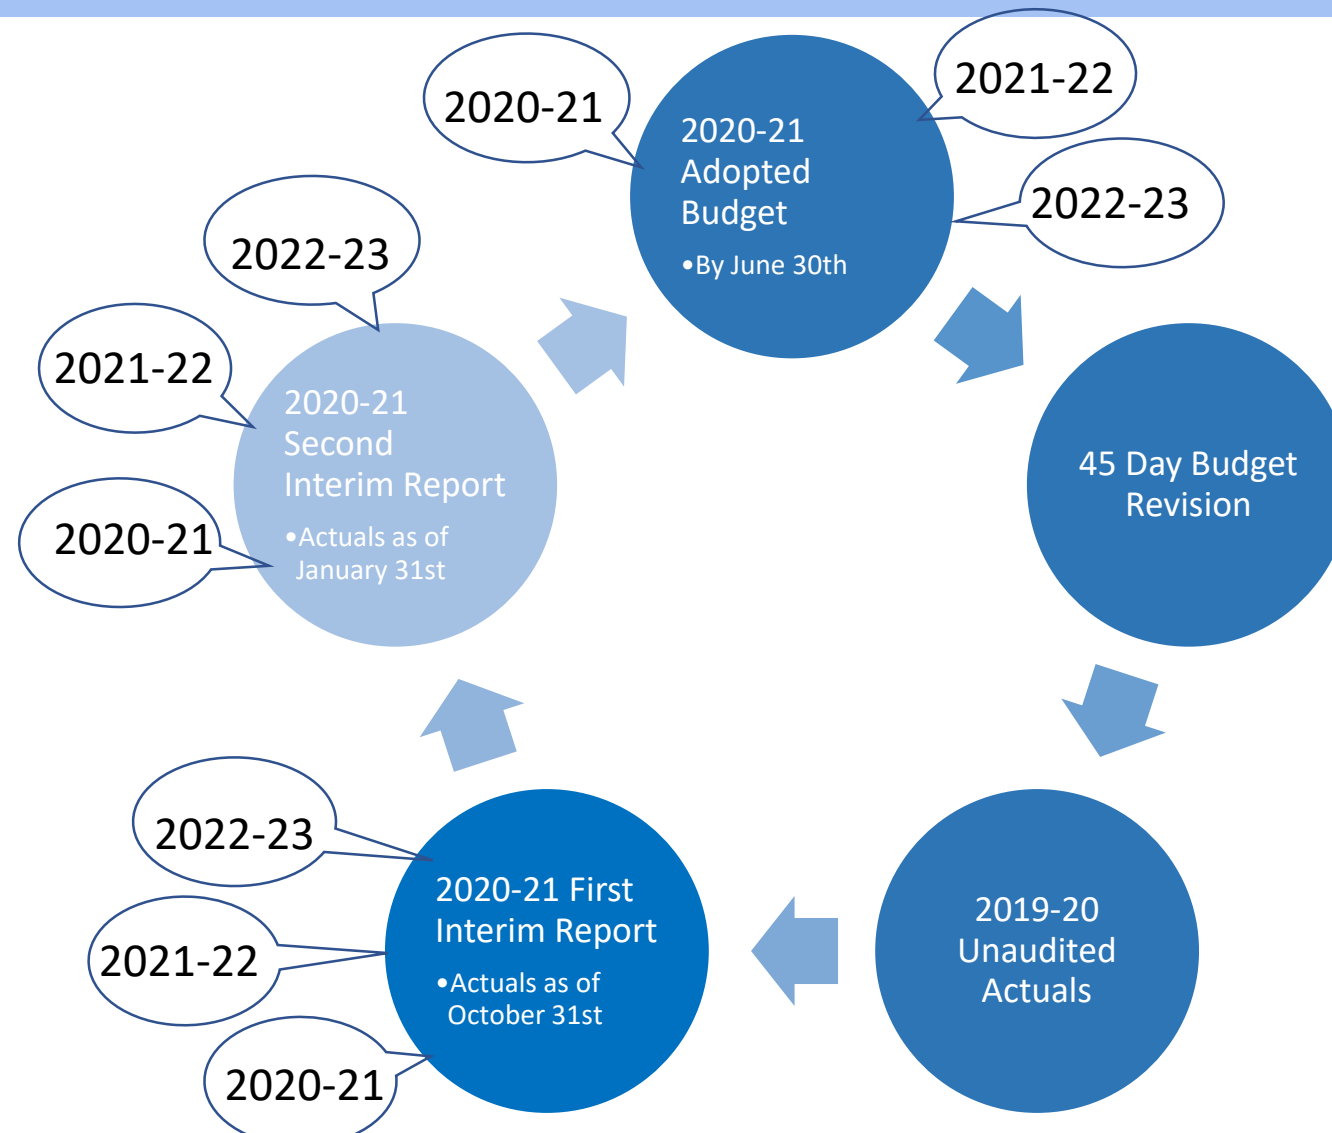 2020-21
2020-21
Adopted
Budget
•By June 30th
2021-22
2022-23
45 Day Budget
Revision
2019-20
Unaudited
Actuals
2020-21 First
Interim Report
•Actuals as of
October 31st
2022-23
2021-22
2020-21
2020-21
Second
Interim Report
•Actuals as of
January 31st
2022-23
2021-22
2020-21